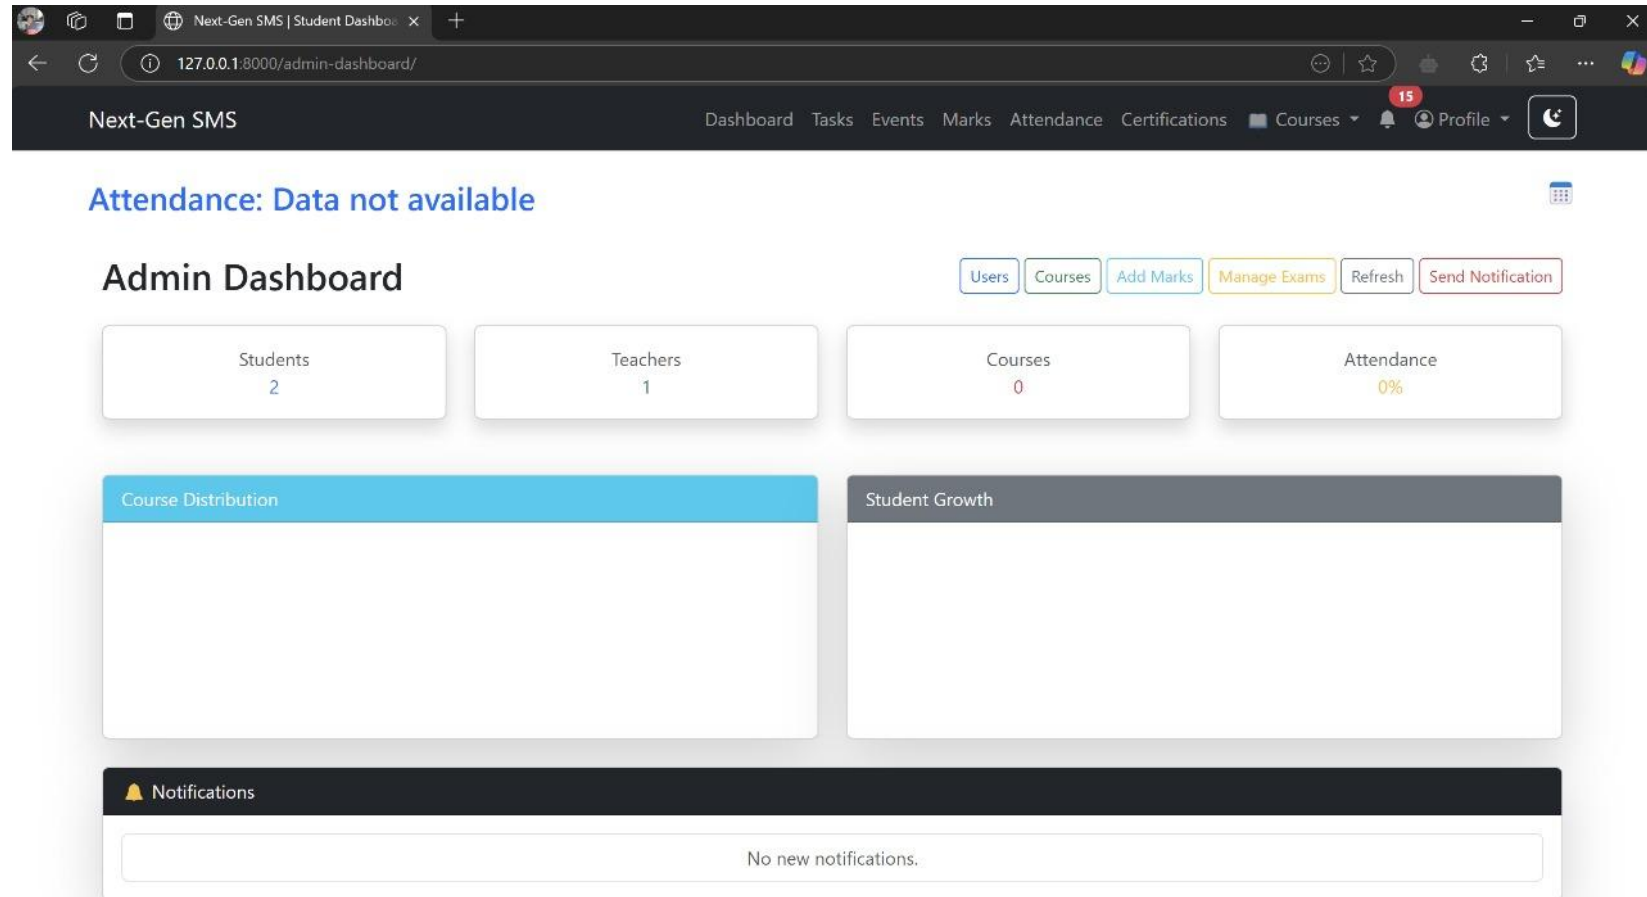 Next-Gen SMS | Student Dashboa
127.0.0.1:8000/admin-dashboard/
Next-Gen SMS Dashboard Tasks Events Marks Attendance Certifications Courses 15 Profile
Attendance: Data not available
Admin Dashboard Users Courses Add Marks Manage Exams Refresh Send Notification
Students Teachers Courses Attendance
2 1 0 0%
Course Distribution Student Growth
Notifications
No new notifications.